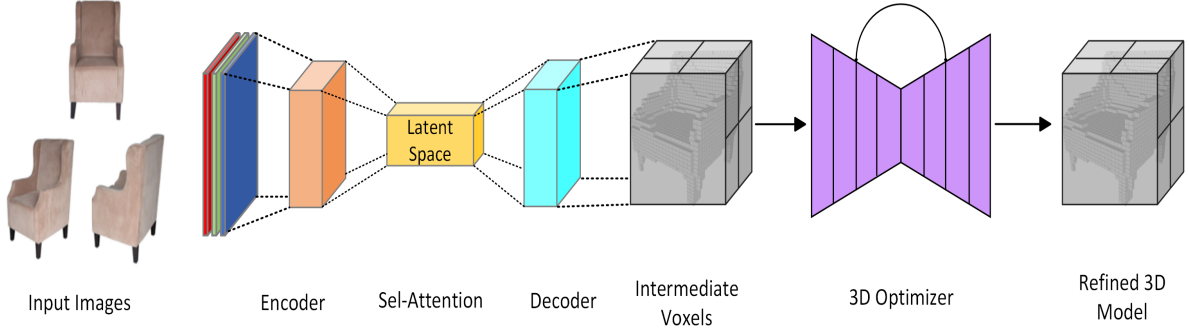 Latent
Space
Input Images
Encoder
Sel-Attention
Decoder
Intermediate
Voxels
3D Optimizer
Refined 3D
Model